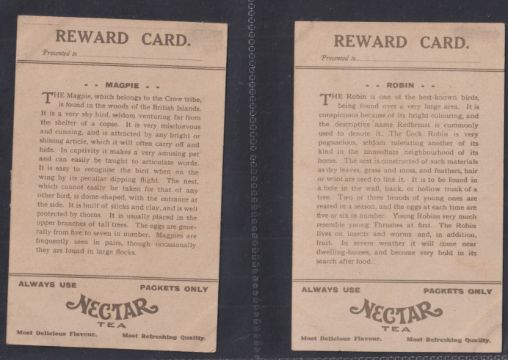 REWARD CARD.
Presented to
- - MAGPIE - -
THE Magpie, which belongs to the Crow tribe,
is found in the woods of the British Islands.
It is a very shy bird, seldom venturing far from
the shelter of a copse. It is very mischievous
and cunning, and is attracted by any bright or
shining article, which it will often carry off and
hide. In captivity it makes a very amusing pet
and can easily be taught to articulate words.
It is easy to recognise the bird when on the
wing by its peculiar dipping flight. The nest,
which cannot easily be taken for that of any
other bird, is dome-shaped, with the entrance at
the side. It is built of sticks and clay, and is well
protected by thorns. It is usually placed in the
upper branches of tall trees. The eggs are gene-
rally from five to seven in number. Magpies are
frequently seen in pairs, though occasionally
they are found in large flocks.
ALWAYS USE PACKETS ONLY
NECTAR
TEA
Most Delicious Flavour. Most Refreshing Quality.
REWARD CARD.
Presented to
- - ROBIN - -
THE Robin is one of the best-known birds,
being found over a very large area. It is
conspicuous because of its bright colouring, and
the descriptive name Redbreast is commonly
used to denote it. The Cock Robin is very
pugnacious, seldom tolerating another of its
kind in the immediate neighbourhood of its
home. The nest is constructed of such materials
as dry leaves, grass and moss, and feathers, hair
or wool are used to line it. It is to be found in
a hole in the wall, bank, or hollow trunk of a
tree. Two or three broods of young ones are
reared in a season, and the eggs at each time are
five or six in number. Young Robins very much
resemble young Thrushes at first. The Robin
lives on insects and worms and, in addition,
fruit. In severe weather it will come near
dwelling-houses, and become very bold in its
search after food.
ALWAYS USE PACKETS ONLY
NECTAR
TEA
Most Delicious Flavour. Most Refreshing Quality.